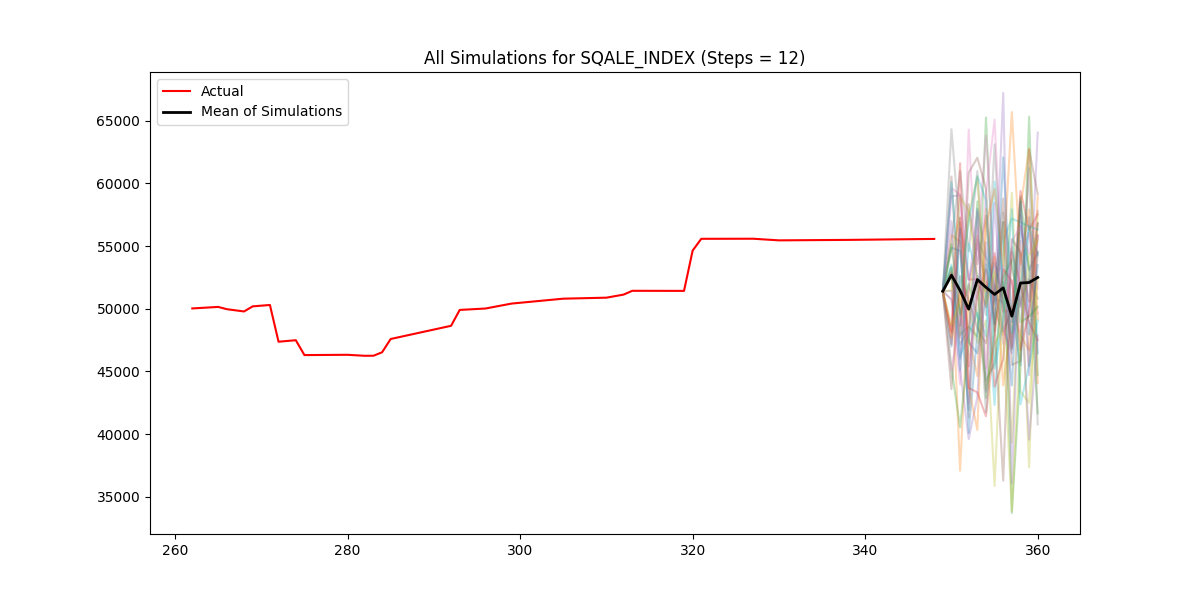 All Simulations for SQALE_INDEX (Steps = 12)
Actual
Mean of Simulations
65000
60000
55000
50000
45000
40000
35000
260 280 300 320 340 360